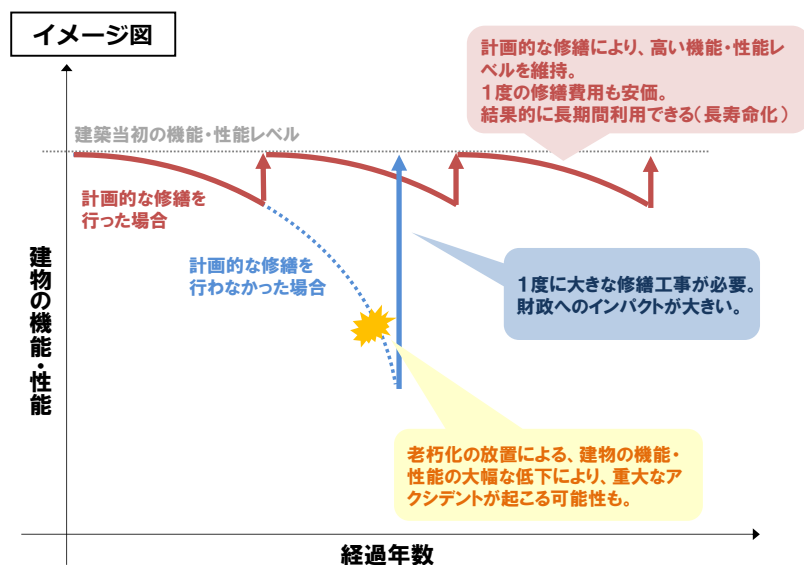 イメージ図
計画的な修繕により、高い機能・性能レ
ベルを維持。
１度の修繕費用も安価。
結果的に長期間利用できる（長寿命化）
建築当初の機能・性能レベル
計画的な修繕を
行った場合
計画的な修繕を
行わなかった場合
１度に大きな修繕工事が必要。
財政へのインパクトが大きい。
建物の機能・性能
老朽化の放置による、建物の機能・
性能の大幅な低下により、重大なア
クシデントが起こる可能性も。
経過年数